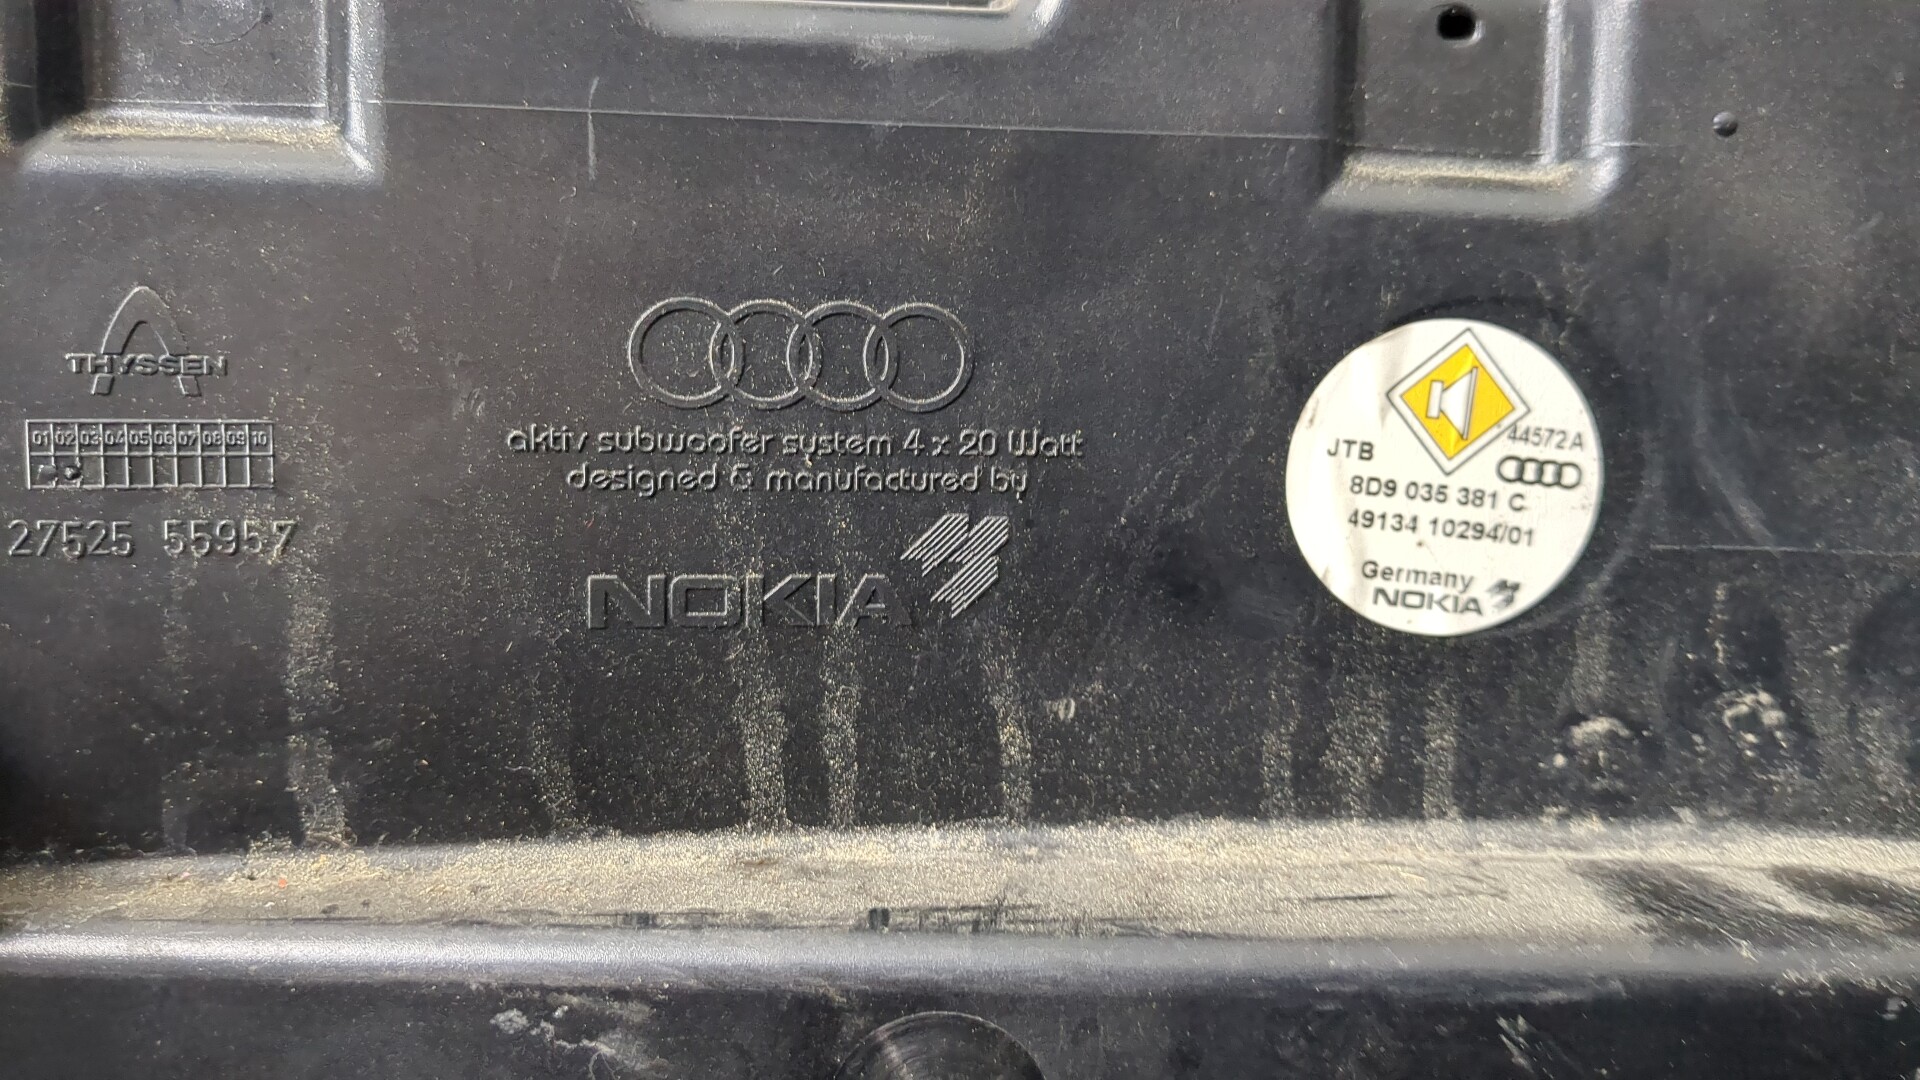 THYSSEN
01 02 03 04 05 06 07 08 09 10
27525 55957
aktiv subwoofer system 4 x 20 Watt
designed & manufactured by
NOKIA
44572A
JTB
8D9 035 381 C
49134 10294/01
Germany
NOKIA